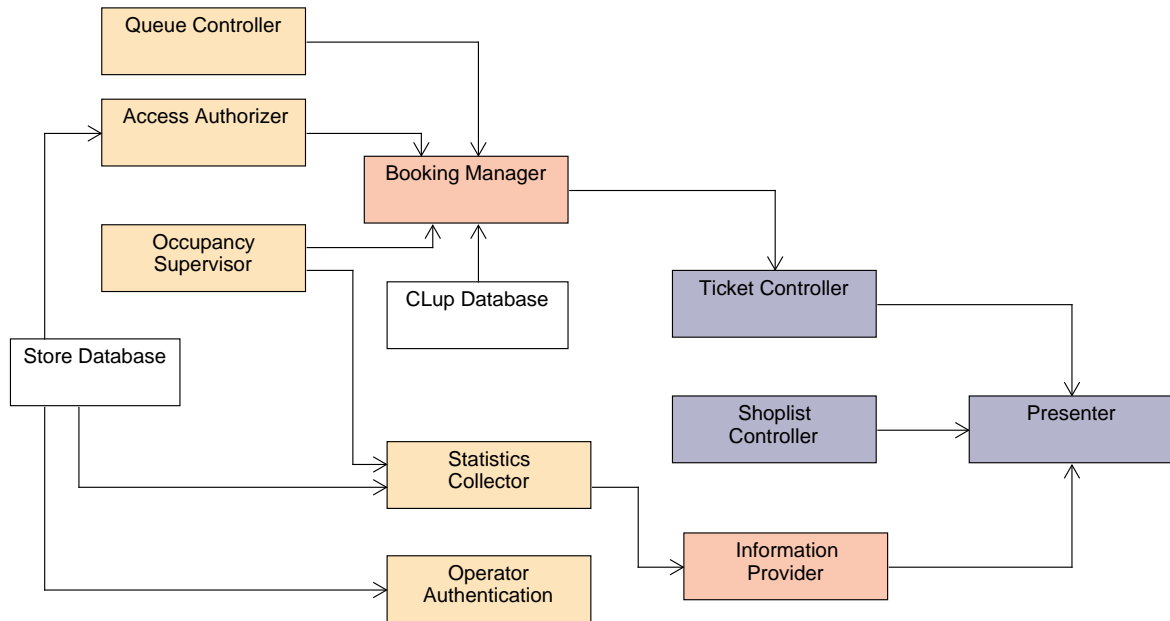 Queue Controller
Access Authorizer
Booking Manager
Occupancy
Supervisor
Ticket Controller
CLup Database
Store Database
Shoplist
Controller
Presenter
Statistics
Collector
Information
Provider
Operator
Authentication